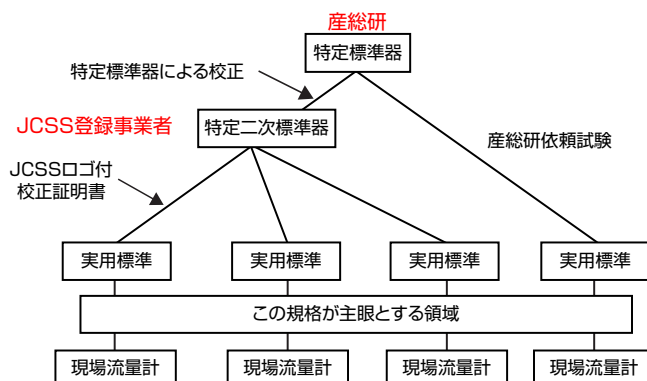 産総研
特定標準器
特定標準器による校正
JCSS登録事業者
特定二次標準器
産総研依頼試験
JCSSロゴ付
校正証明書
実用標準
実用標準
実用標準
実用標準
この規格が主眼とする領域
現場流量計
現場流量計
現場流量計
現場流量計